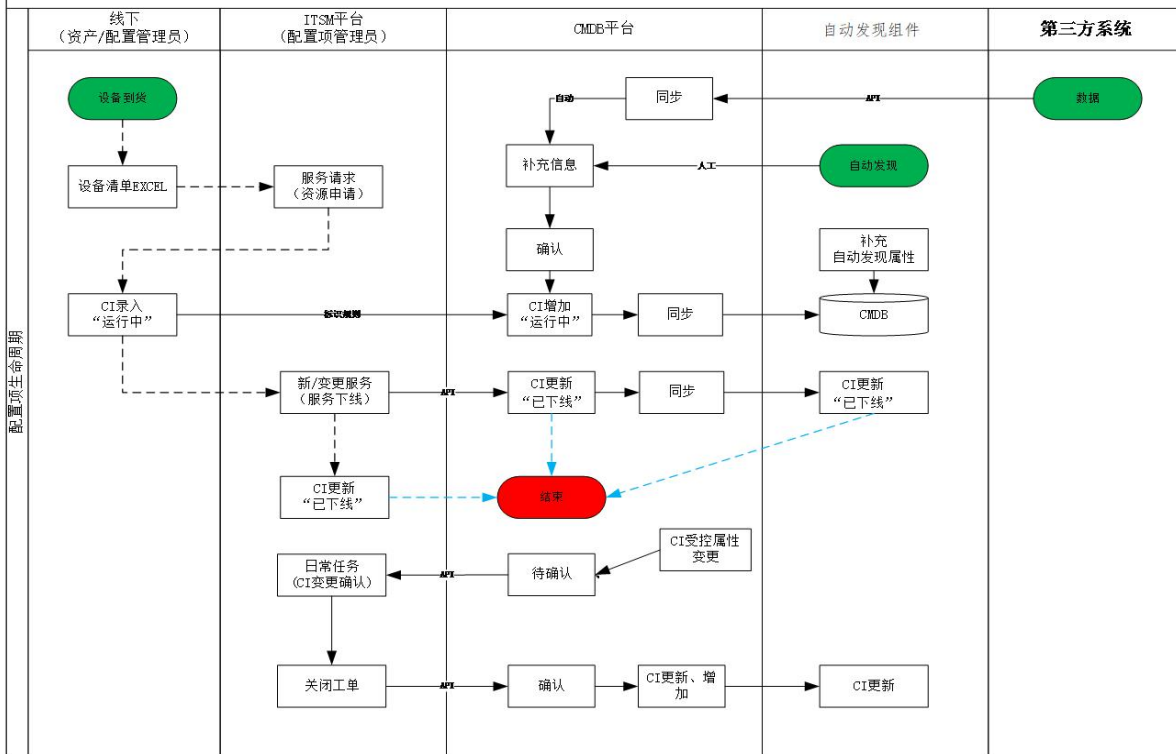 线下
（资产/配置管理员）
ITSM平台
（配置项管理员）
CMDB平台
自动发现组件
第三方系统
配置项生命周期
设备到货
自动
同步
API
数据
设备清单EXCEL
服务请求
（资源申请）
补充信息
人工
自动发现
确认
补充
自动发现属性
CI录入
“运行中”
标识规则
CI增加
“运行中”
同步
CMDB
新/变更服务
（服务下线）
API
CI更新
“已下线”
同步
CI更新
“已下线”
CI更新
“已下线”
结束
日常任务
(CI变更确认）
API
待确认
CI受控属性
变更
关闭工单
API
确认
CI更新、增
加
CI更新